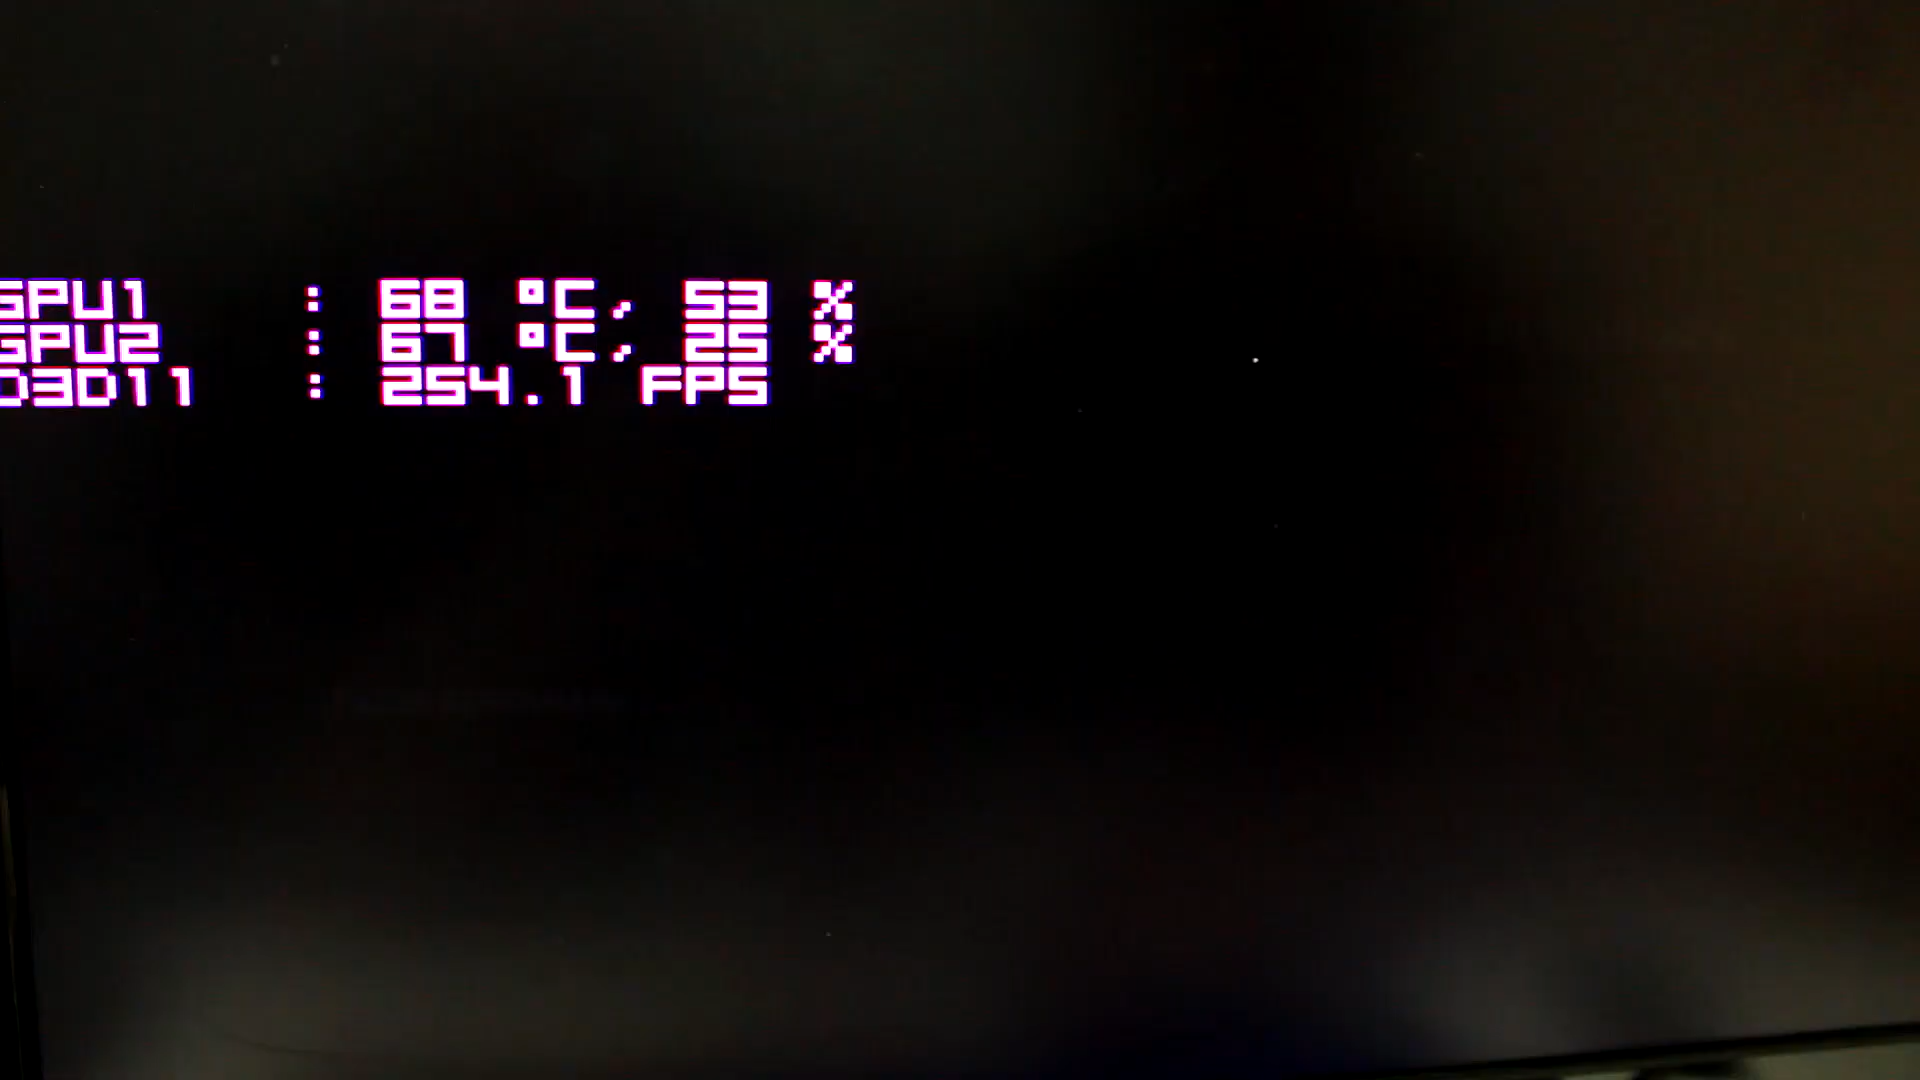 GPU1 : 68 °C, 53 %
GPU2 : 67 °C, 25 %
D3D11 : 254.1 FPS